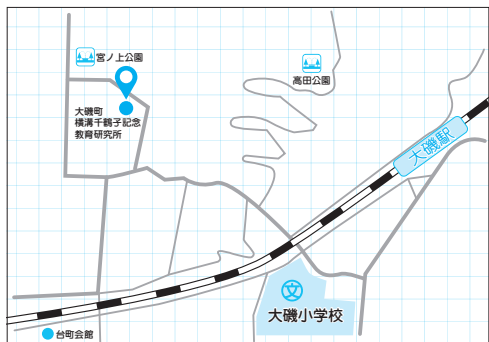 宮ノ上公園
高田公園
大磯町
横溝千鶴子記念
教育研究所
大磯駅
文
大磯小学校
台町会館